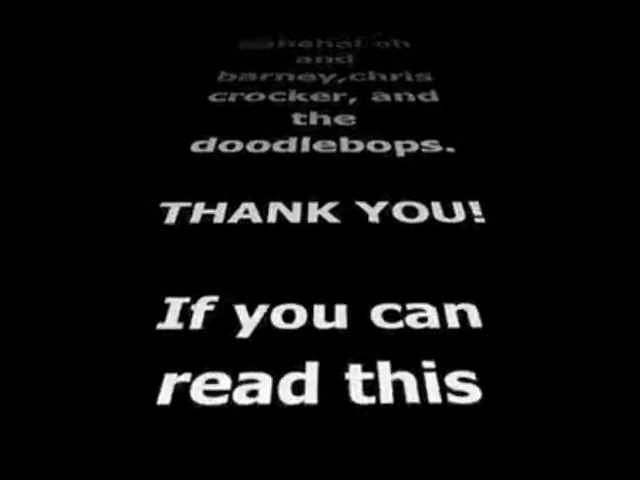 and
barney,chris
crocker, and
the
doodlebops.
THANK YOU!
If you can
read this